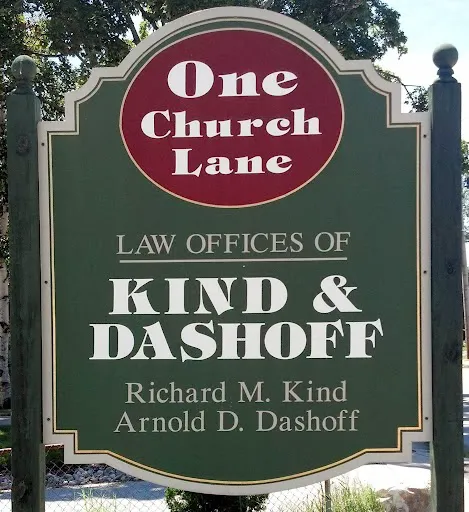 One
Church
Lane
LAW OFFICES OF
KIND &
DASHOFF
Richard M. Kind
Arnold D. Dashoff